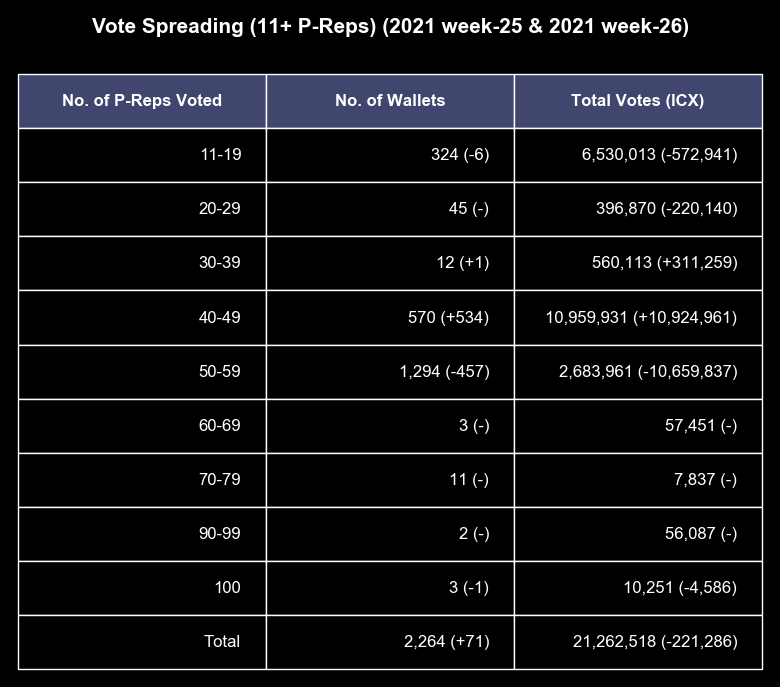 Vote Spreading (11+ P-Reps) (2021 week-25 & 2021 week-26)
No. of P-Reps Voted No. of Wallets Total Votes (ICX)
11-19 324 (-6) 6,530,013 (-572,941)
20-29 45 (-) 396,870 (-220,140)
30-39 12 (+1) 560,113 (+311,259)
40-49 570 (+534) 10,959,931 (+10,924,961)
50-59 1,294 (-457) 2,683,961 (-10,659,837)
60-69 3 (-) 57,451 (-)
70-79 11 (-) 7,837 (-)
90-99 2 (-) 56,087 (-)
100 3 (-1) 10,251 (-4,586)
Total 2,264 (+71) 21,262,518 (-221,286)